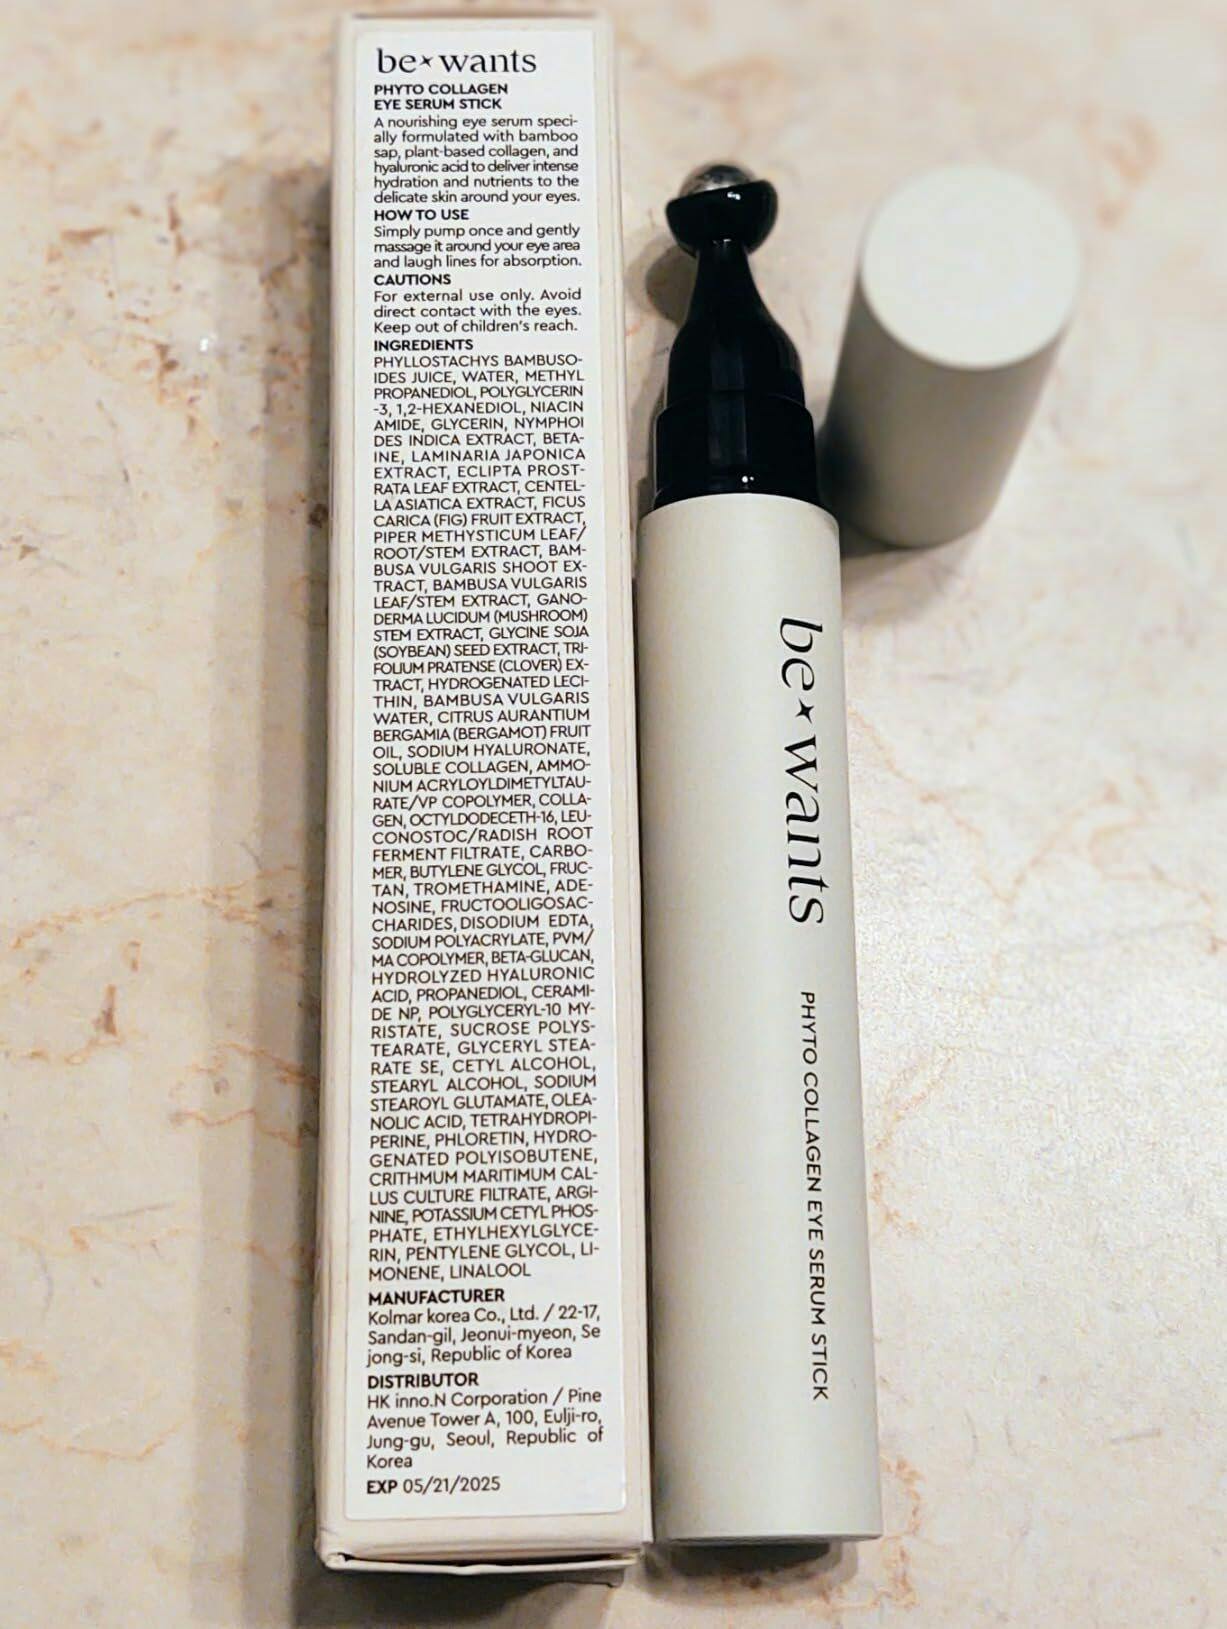 be✦wants
PHYTO COLLAGEN
EYE SERUM STICK
A nourishing eye serum speci-
ally formulated with bamboo
sap, plant-based collagen, and
hyaluronic acid to deliver intense
hydration and nutrients to the
delicate skin around your eyes.
HOW TO USE
Simply pump once and gently
massage it around your eye area
and laugh lines for absorption.
CAUTIONS
For external use only. Avoid
direct contact with the eyes.
Keep out of children's reach.
INGREDIENTS
PHYLLOSTACHYS BAMBUSO-
IDES JUICE, WATER, METHYL
PROPANEDIOL, POLYGLYCERIN
-3, 1,2-HEXANEDIOL, NIACIN
AMIDE, GLYCERIN, NYMPHOI
DES INDICA EXTRACT, BETA-
INE, LAMINARIA JAPONICA
EXTRACT, ECLIPTA PROST-
RATA LEAF EXTRACT, CENTEL-
LA ASIATICA EXTRACT, FICUS
CARICA (FIG) FRUIT EXTRACT,
PIPER METHYSTICUM LEAF/
ROOT/STEM EXTRACT, BAM-
BUSA VULGARIS SHOOT EX-
TRACT, BAMBUSA VULGARIS
LEAF/STEM EXTRACT, GANO-
DERMA LUCIDUM (MUSHROOM)
STEM EXTRACT, GLYCINE SOJA
(SOYBEAN) SEED EXTRACT, TRI-
FOLIUM PRATENSE (CLOVER) EX-
TRACT, HYDROGENATED LECI-
THIN, BAMBUSA VULGARIS
WATER, CITRUS AURANTIUM
BERGAMIA (BERGAMOT) FRUIT
OIL, SODIUM HYALURONATE,
SOLUBLE COLLAGEN, AMMO-
NIUM ACRYLOYLDIMETYLTAU-
RATE/VP COPOLYMER, COLLA-
GEN, OCTYLDODECETH-16, LEU-
CONOSTOC/RADISH ROOT
FERMENT FILTRATE, CARBO-
MER, BUTYLENE GLYCOL, FRUC-
TAN, TROMETHAMINE, ADE-
NOSINE, FRUCTOOLIGOSAC-
CHARIDES, DISODIUM EDTA,
SODIUM POLYACRYLATE, PVM/
MA COPOLYMER, BETA-GLUCAN,
HYDROLYZED HYALURONIC
ACID, PROPANEDIOL, CERAMI-
DE NP, POLYGLYCERYL-10 MY-
RISTATE, SUCROSE POLYS-
TEARATE, GLYCERYL STEA-
RATE SE, CETYL ALCOHOL,
STEARYL ALCOHOL, SODIUM
STEAROYL GLUTAMATE, OLEA-
NOLIC ACID, TETRAHYDROPI-
PERINE, PHLORETIN, HYDRO-
GENATED POLYISOBUTENE,
CRITHMUM MARITIMUM CAL-
LUS CULTURE FILTRATE, ARGI-
NINE, POTASSIUM CETYL PHOS-
PHATE, ETHYLHEXYLGLYCE-
RIN, PENTYLENE GLYCOL, LI-
MONENE, LINALOOL
MANUFACTURER
Kolmar korea Co., Ltd. / 22-17,
Sandan-gil, Jeonui-myeon, Se
jong-si, Republic of Korea
DISTRIBUTOR
HK inno.N Corporation / Pine
Avenue Tower A, 100, Eulji-ro,
Jung-gu, Seoul, Republic of
Korea
EXP 05/21/2025
be✦wants
PHYTO COLLAGEN EYE SERUM STICK